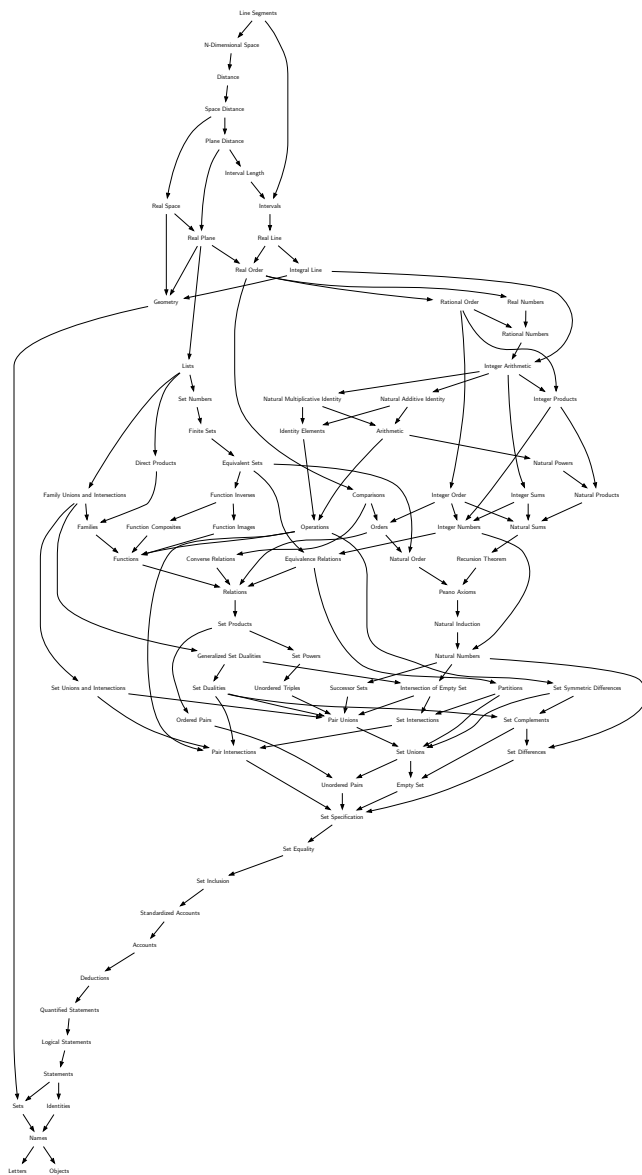 Line Segments
N-Dimensional Space
Distance
Space Distance
Plane Distance
Interval Length
Real Space
Intervals
Real Plane
Real Line
Real Order
Integral Line
Geometry
Rational Order
Real Numbers
Rational Numbers
Lists
Integer Arithmetic
Set Numbers
Natural Multiplicative Identity
Natural Additive Identity
Integer Products
Finite Sets
Identity Elements
Arithmetic
Direct Products
Equivalent Sets
Natural Powers
Family Unions and Intersections
Function Inverses
Comparisons
Integer Order
Integer Sums
Natural Products
Families
Function Composites
Function Images
Operations
Orders
Integer Numbers
Natural Sums
Functions
Converse Relations
Equivalence Relations
Natural Order
Recursion Theorem
Relations
Peano Axioms
Set Products
Natural Induction
Generalized Set Dualities
Set Powers
Natural Numbers
Set Unions and Intersections
Set Dualities
Unordered Triples
Successor Sets
Intersection of Empty Set
Partitions
Set Symmetric Differences
Ordered Pairs
Pair Unions
Set Intersections
Set Complements
Pair Intersections
Set Unions
Set Differences
Unordered Pairs
Empty Set
Set Specification
Set Equality
Set Inclusion
Standardized Accounts
Accounts
Deductions
Quantified Statements
Logical Statements
Statements
Sets
Identities
Names
Letters
Objects